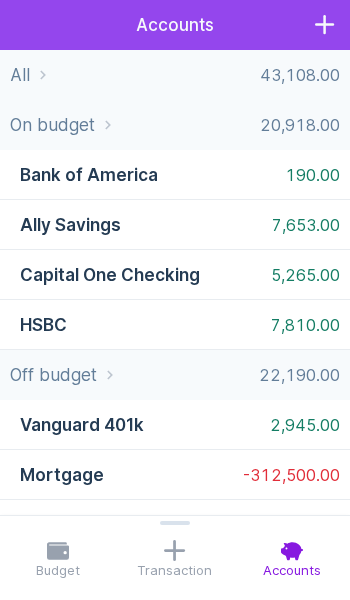 Accounts
All 43,108.00
On budget 20,918.00
Bank of America 190.00
Ally Savings 7,653.00
Capital One Checking 5,265.00
HSBC 7,810.00
Off budget 22,190.00
Vanguard 401k 2,945.00
Mortgage -312,500.00
Budget Transaction Accounts